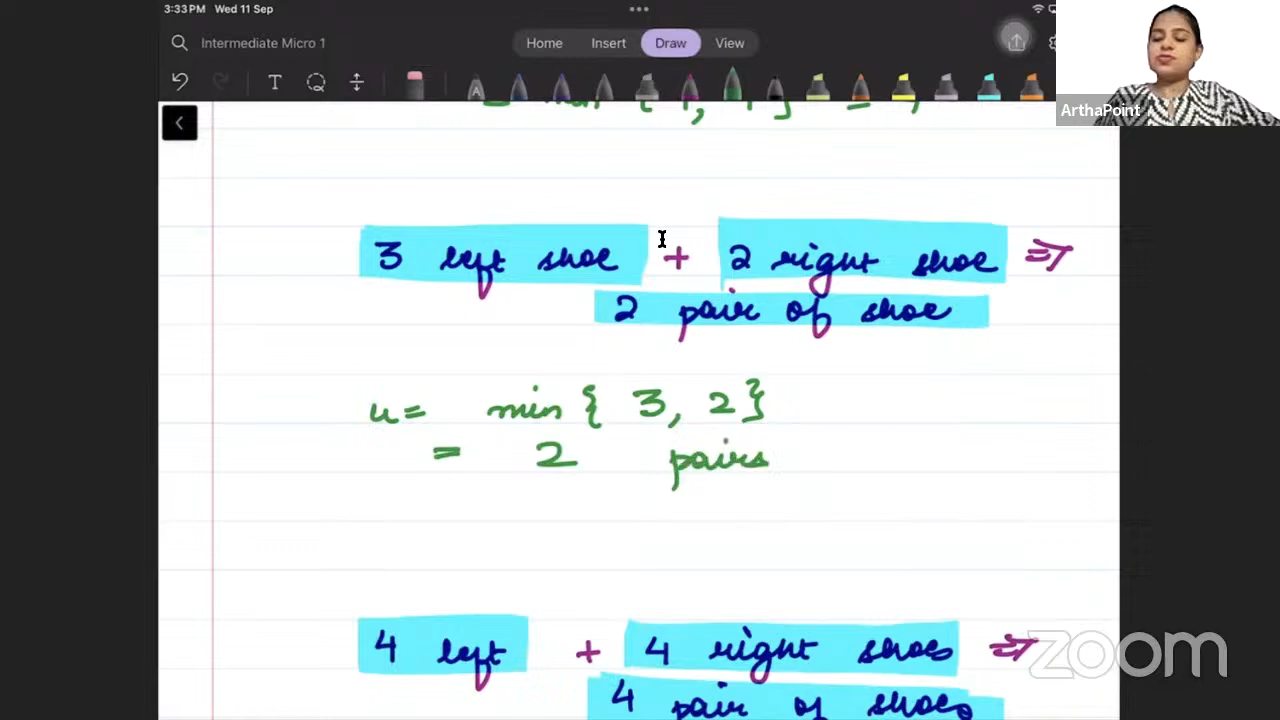 3:33 PM Wed 11 Sep
Intermediate Micro 1
Home Insert Draw View
T
A
ArthaPoint
3 left shoe + 2 right shoe ⇒
2 pair of shoe
u = min { 3, 2 }
= 2 pairs
4 left + 4 right shoes ⇒
4 pair of shoes
zoom